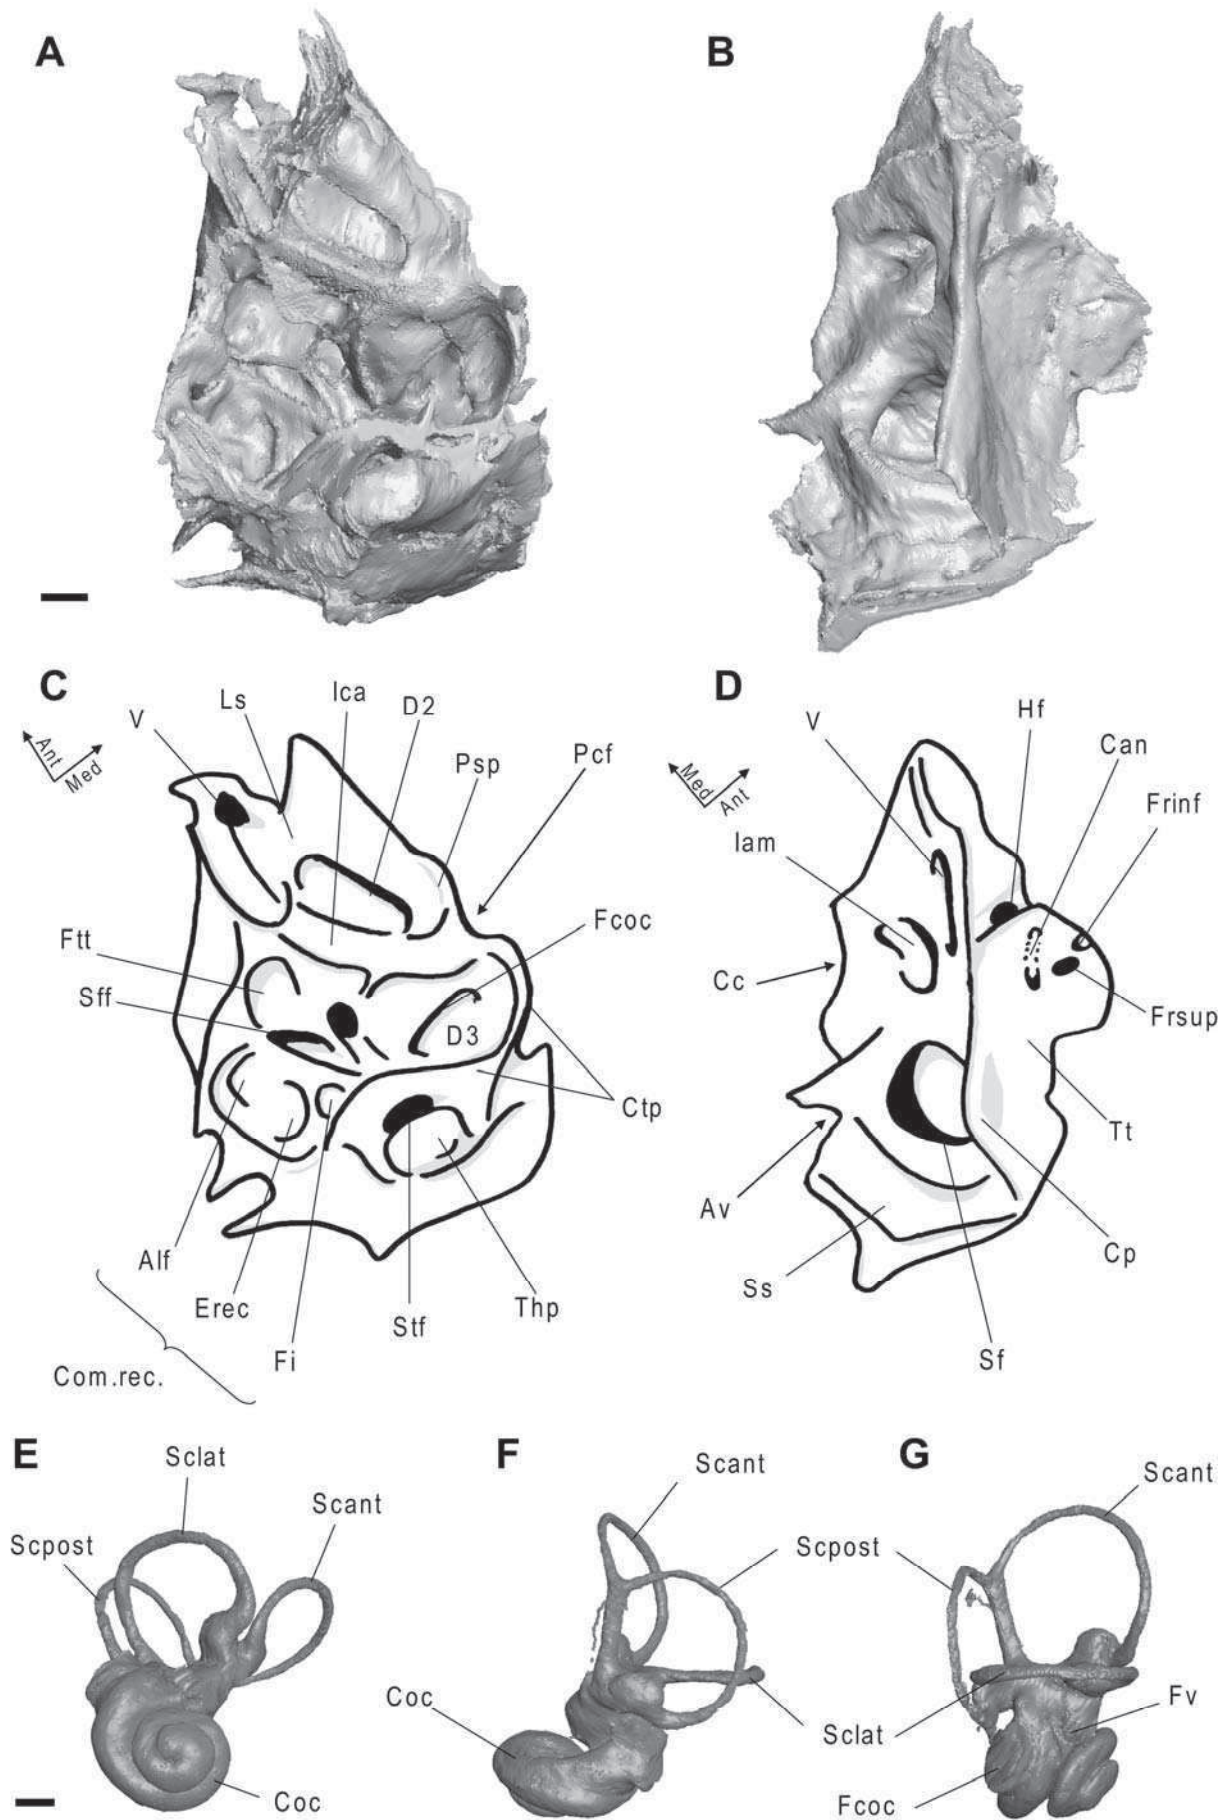 A
B
C
V
Ls
Ica
D2
Psp
Pcf
Ant
Med
Ftt
Sff
Fcoc
D3
Ctp
Alf
Erec
Fi
Stf
Thp
Com.rec.
D
V
Hf
Can
Frinf
Med
Ant
Iam
Cc
Frsup
Tt
Av
Ss
Cp
Sf
E
Sclat
Scant
Scpost
Coc
F
Scant
Scpost
Coc
Sclat
G
Scant
Fv
Fcoc